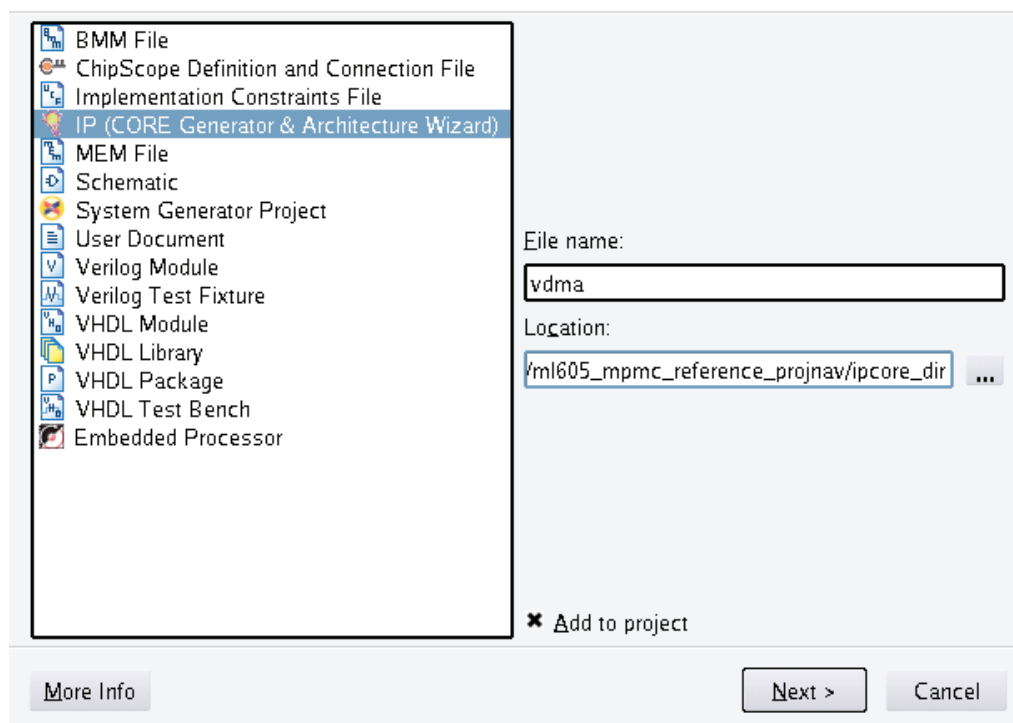 BMM File
ChipScope Definition and Connection File
Implementation Constraints File
IP (CORE Generator & Architecture Wizard)
MEM File
Schematic
System Generator Project
User Document
Verilog Module
Verilog Test Fixture
VHDL Module
VHDL Library
VHDL Package
VHDL Test Bench
Embedded Processor
File name:
vdma
Location:
/ml605_mpmc_reference_projnav/ipcore_dir
...
Add to project
More Info
Next >
Cancel